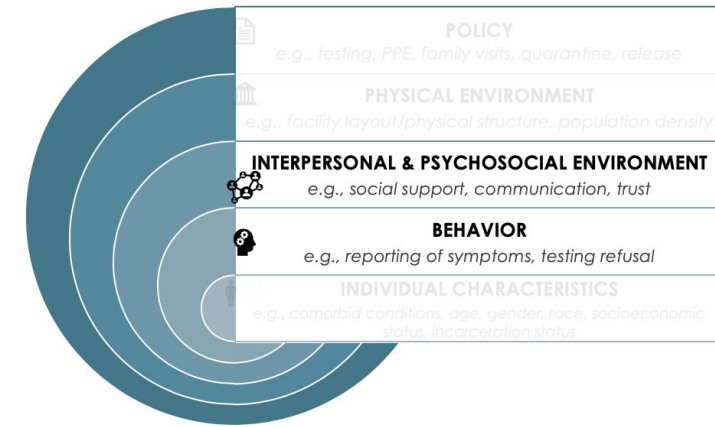 POLICY
e.g., testing, PPE, family visits, quarantine, release
PHYSICAL ENVIRONMENT
e.g., facility layout/physical structure, population density
INTERPERSONAL & PSYCHOSOCIAL ENVIRONMENT
e.g., social support, communication, trust
BEHAVIOR
e.g., reporting of symptoms, testing refusal
INDIVIDUAL CHARACTERISTICS
e.g., comorbid conditions, age, gender, race, socioeconomic
status, incarceration status